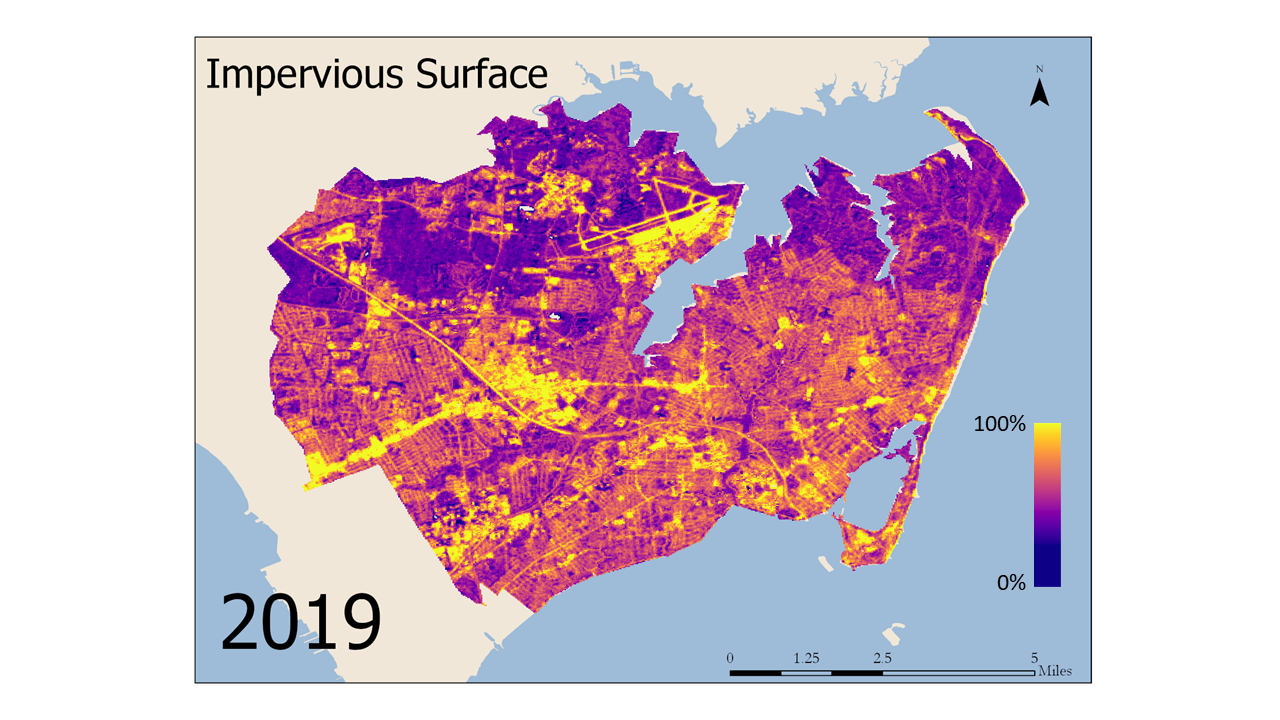 Impervious Surface
N
100%
0%
2019
0 1.25 2.5 5
Miles